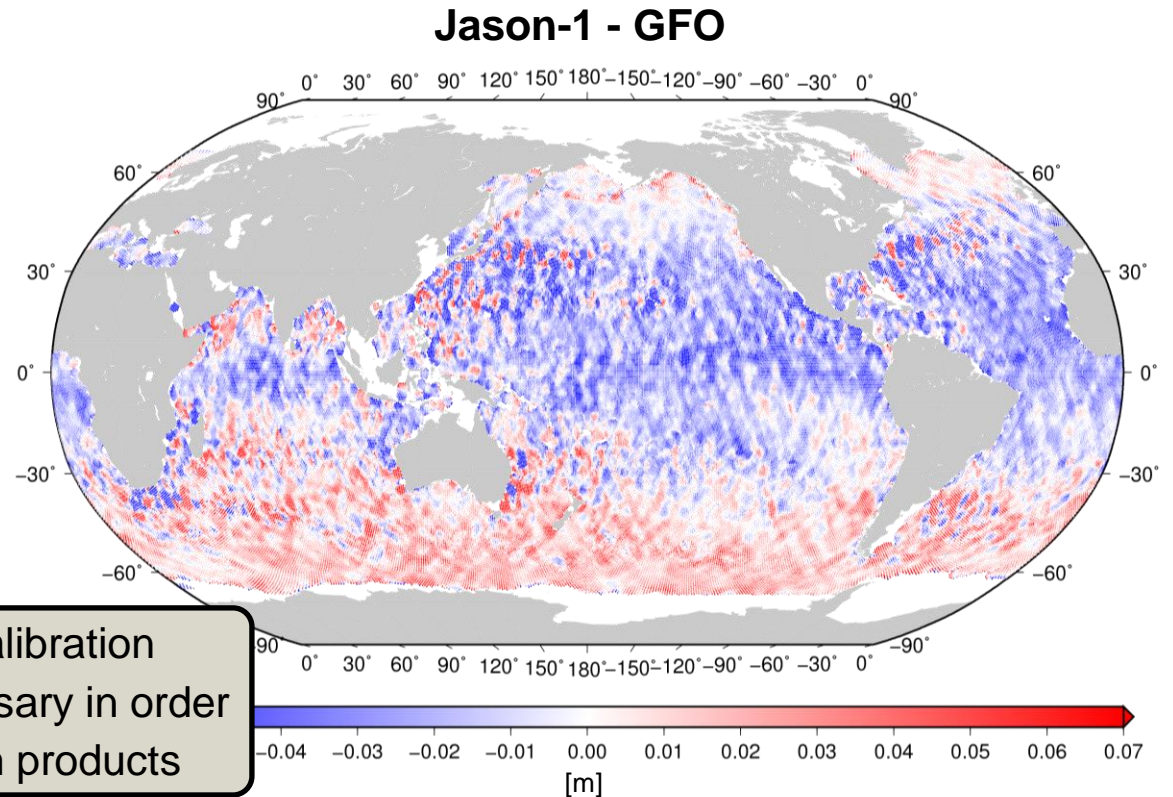 Jason-1 - GFO
0° 30° 60° 90° 120° 150° 180° −150° −120° −90° −60° −30° 0°
90° 90°
60° 60°
30° 30°
0° 0°
−30° −30°
−60° −60°
90° −90°
0° 30° 60° 90° 120° 150° 180° −150° −120° −90° −60° −30° 0°
alibration
sary in order
products
−0.04 −0.03 −0.02 −0.01 0.00 0.01 0.02 0.03 0.04 0.05 0.06 0.07
[m]